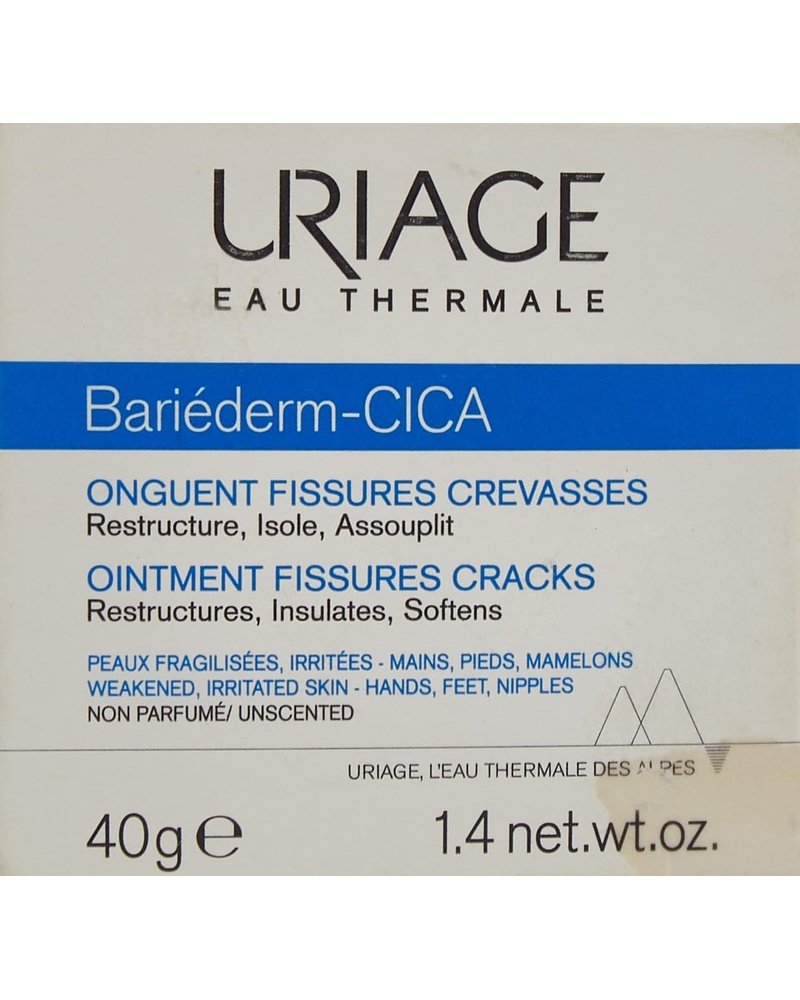 URIAGE
EAU THERMALE
Bariéderm-CICA
ONGUENT FISSURES CREVASSES
Restructure, Isole, Assouplit
OINTMENT FISSURES CRACKS
Restructures, Insulates, Softens
PEAUX FRAGILISÉES, IRRITÉES - MAINS, PIEDS, MAMELONS
WEAKENED, IRRITATED SKIN - HANDS, FEET, NIPPLES
NON PARFUMÉ/ UNSCENTED
URIAGE, L'EAU THERMALE DES ALPES
40g e 1.4 net.wt.oz.